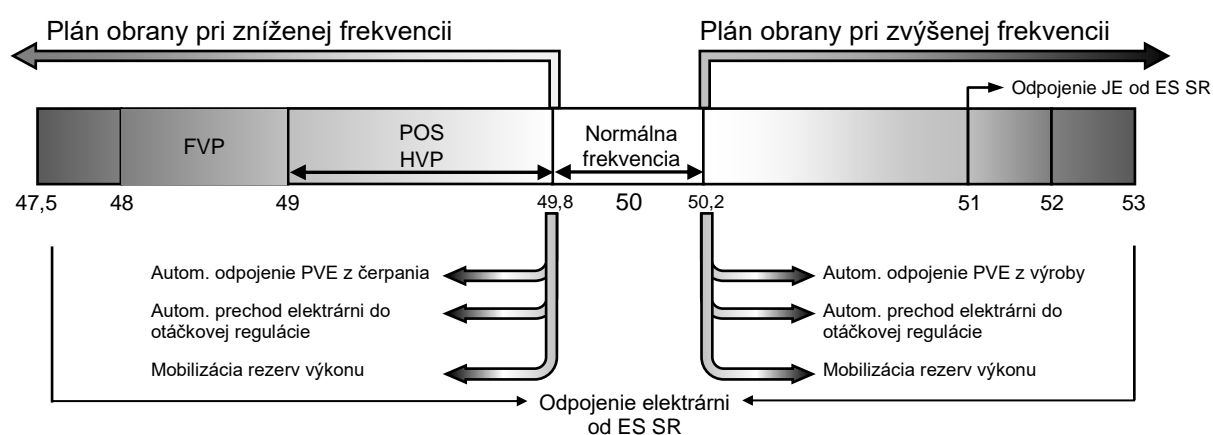 Plán obrany pri zníženej frekvencii
Plán obrany pri zvýšenej frekvencii
Odpojenie JE od ES SR
FVP
POS
HVP
Normálna
frekvencia
47,5
48
49
49,8
50
50,2
51
52
53
Autom. odpojenie PVE z čerpania
Autom. prechod elektrárni do
otáčkovej regulácie
Mobilizácia rezerv výkonu
Autom. odpojenie PVE z výroby
Autom. prechod elektrárni do
otáčkovej regulácie
Mobilizácia rezerv výkonu
Odpojenie elektrárni
od ES SR